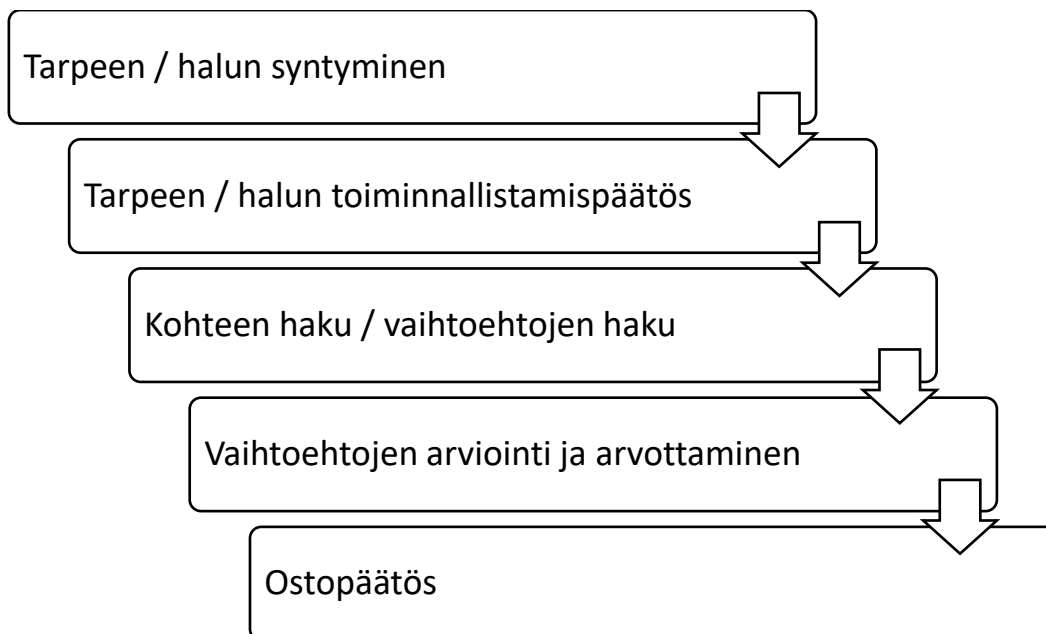 Tarpeen / halun syntyminen
Tarpeen / halun toiminnallistamispäätös
Kohteen haku / vaihtoehtojen haku
Vaihtoehtojen arviointi ja arvottaminen
Ostopäätös